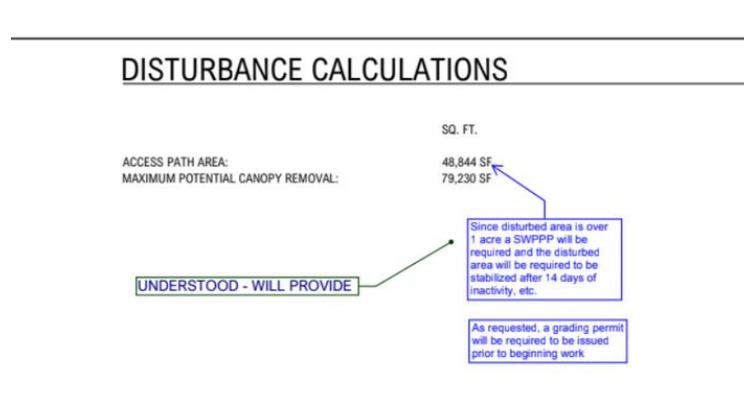 DISTURBANCE CALCULATIONS
SQ. FT.
ACCESS PATH AREA: 48,844 SF
MAXIMUM POTENTIAL CANOPY REMOVAL: 79,230 SF
Since disturbed area is over
1 acre a SWPPP will be
required and the disturbed
area will be required to be
stabilized after 14 days of
inactivity, etc.
UNDERSTOOD - WILL PROVIDE
As requested, a grading permit
will be required to be issued
prior to beginning work